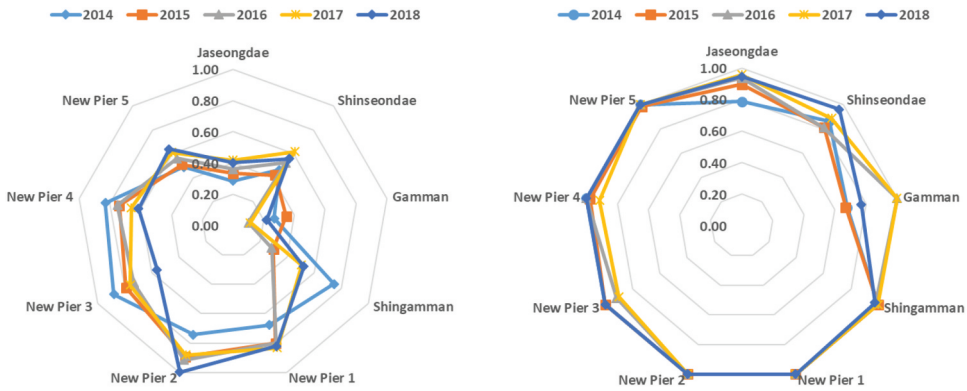 2014 2015 2016 2017 2018
Jaseongdae
1.00
0.80
0.60
0.40
0.20
0.00
Shinseondae
Gamman
Shingamman
New Pier 1
New Pier 2
New Pier 3
New Pier 4
New Pier 5
2014 2015 2016 2017 2018
Jaseongdae
1.00
0.80
0.60
0.40
0.20
0.00
Shinseondae
Gamman
Shingamman
New Pier 1
New Pier 2
New Pier 3
New Pier 4
New Pier 5